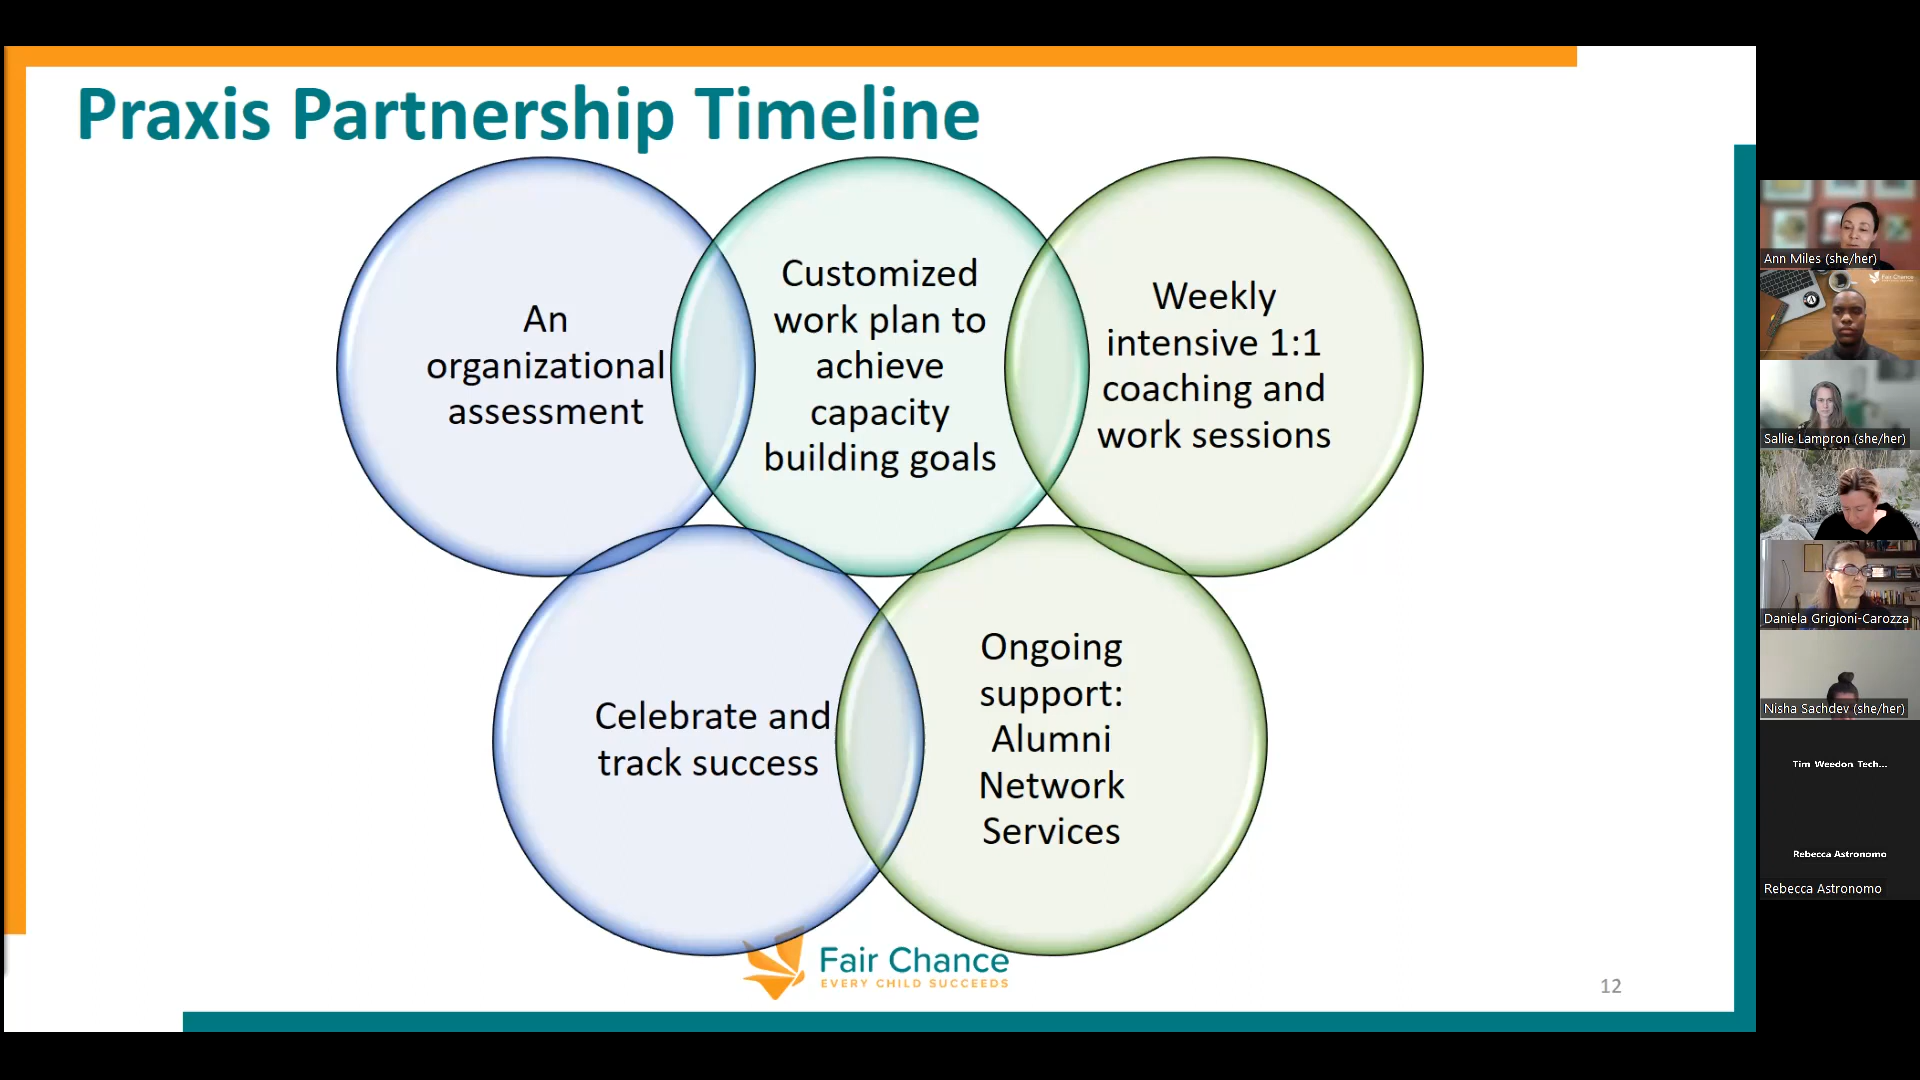 Praxis Partnership Timeline
An
organizational
assessment
Customized
work plan to
achieve
capacity
building goals
Weekly
intensive 1:1
coaching and
work sessions
Celebrate and
track success
Ongoing
support:
Alumni
Network
Services
Fair Chance
EVERY CHILD SUCCEEDS
12
Ann Miles (she/her)
Fair Chance
Sallie Lampron (she/her)
Daniela Grigioni-Carozza
Nisha Sachdev (she/her)
Tim Weedon Tech...
Rebecca Astronomo
Rebecca Astronomo